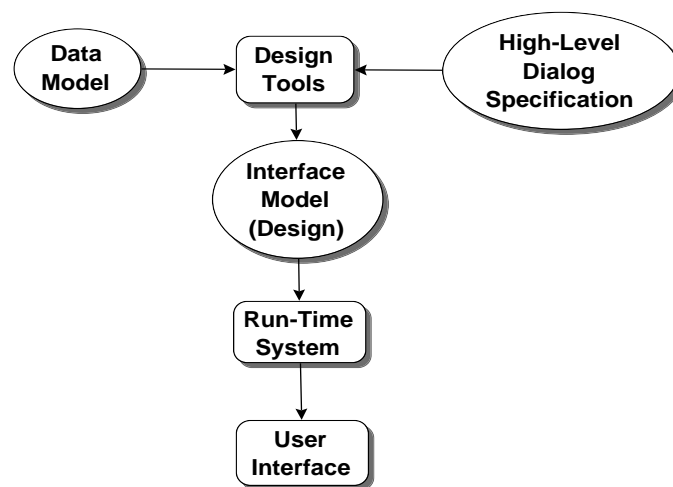 Data
Model
Design
Tools
High-Level
Dialog
Specification
Interface
Model
(Design)
Run-Time
System
User
Interface